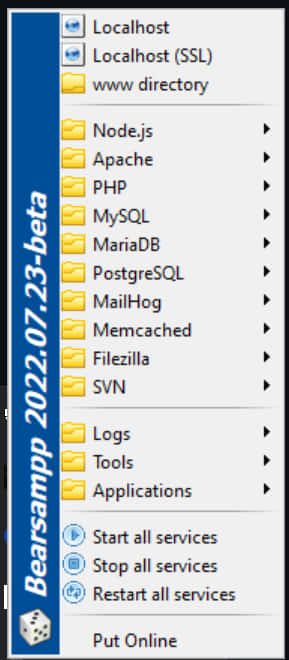 Localhost
Localhost (SSL)
www directory
Node.js
Apache
PHP
MySQL
MariaDB
PostgreSQL
MailHog
Memcached
Filezilla
SVN
Logs
Tools
Applications
Start all services
Stop all services
Restart all services
Put Online
Bearsampp 2022.07.23-beta